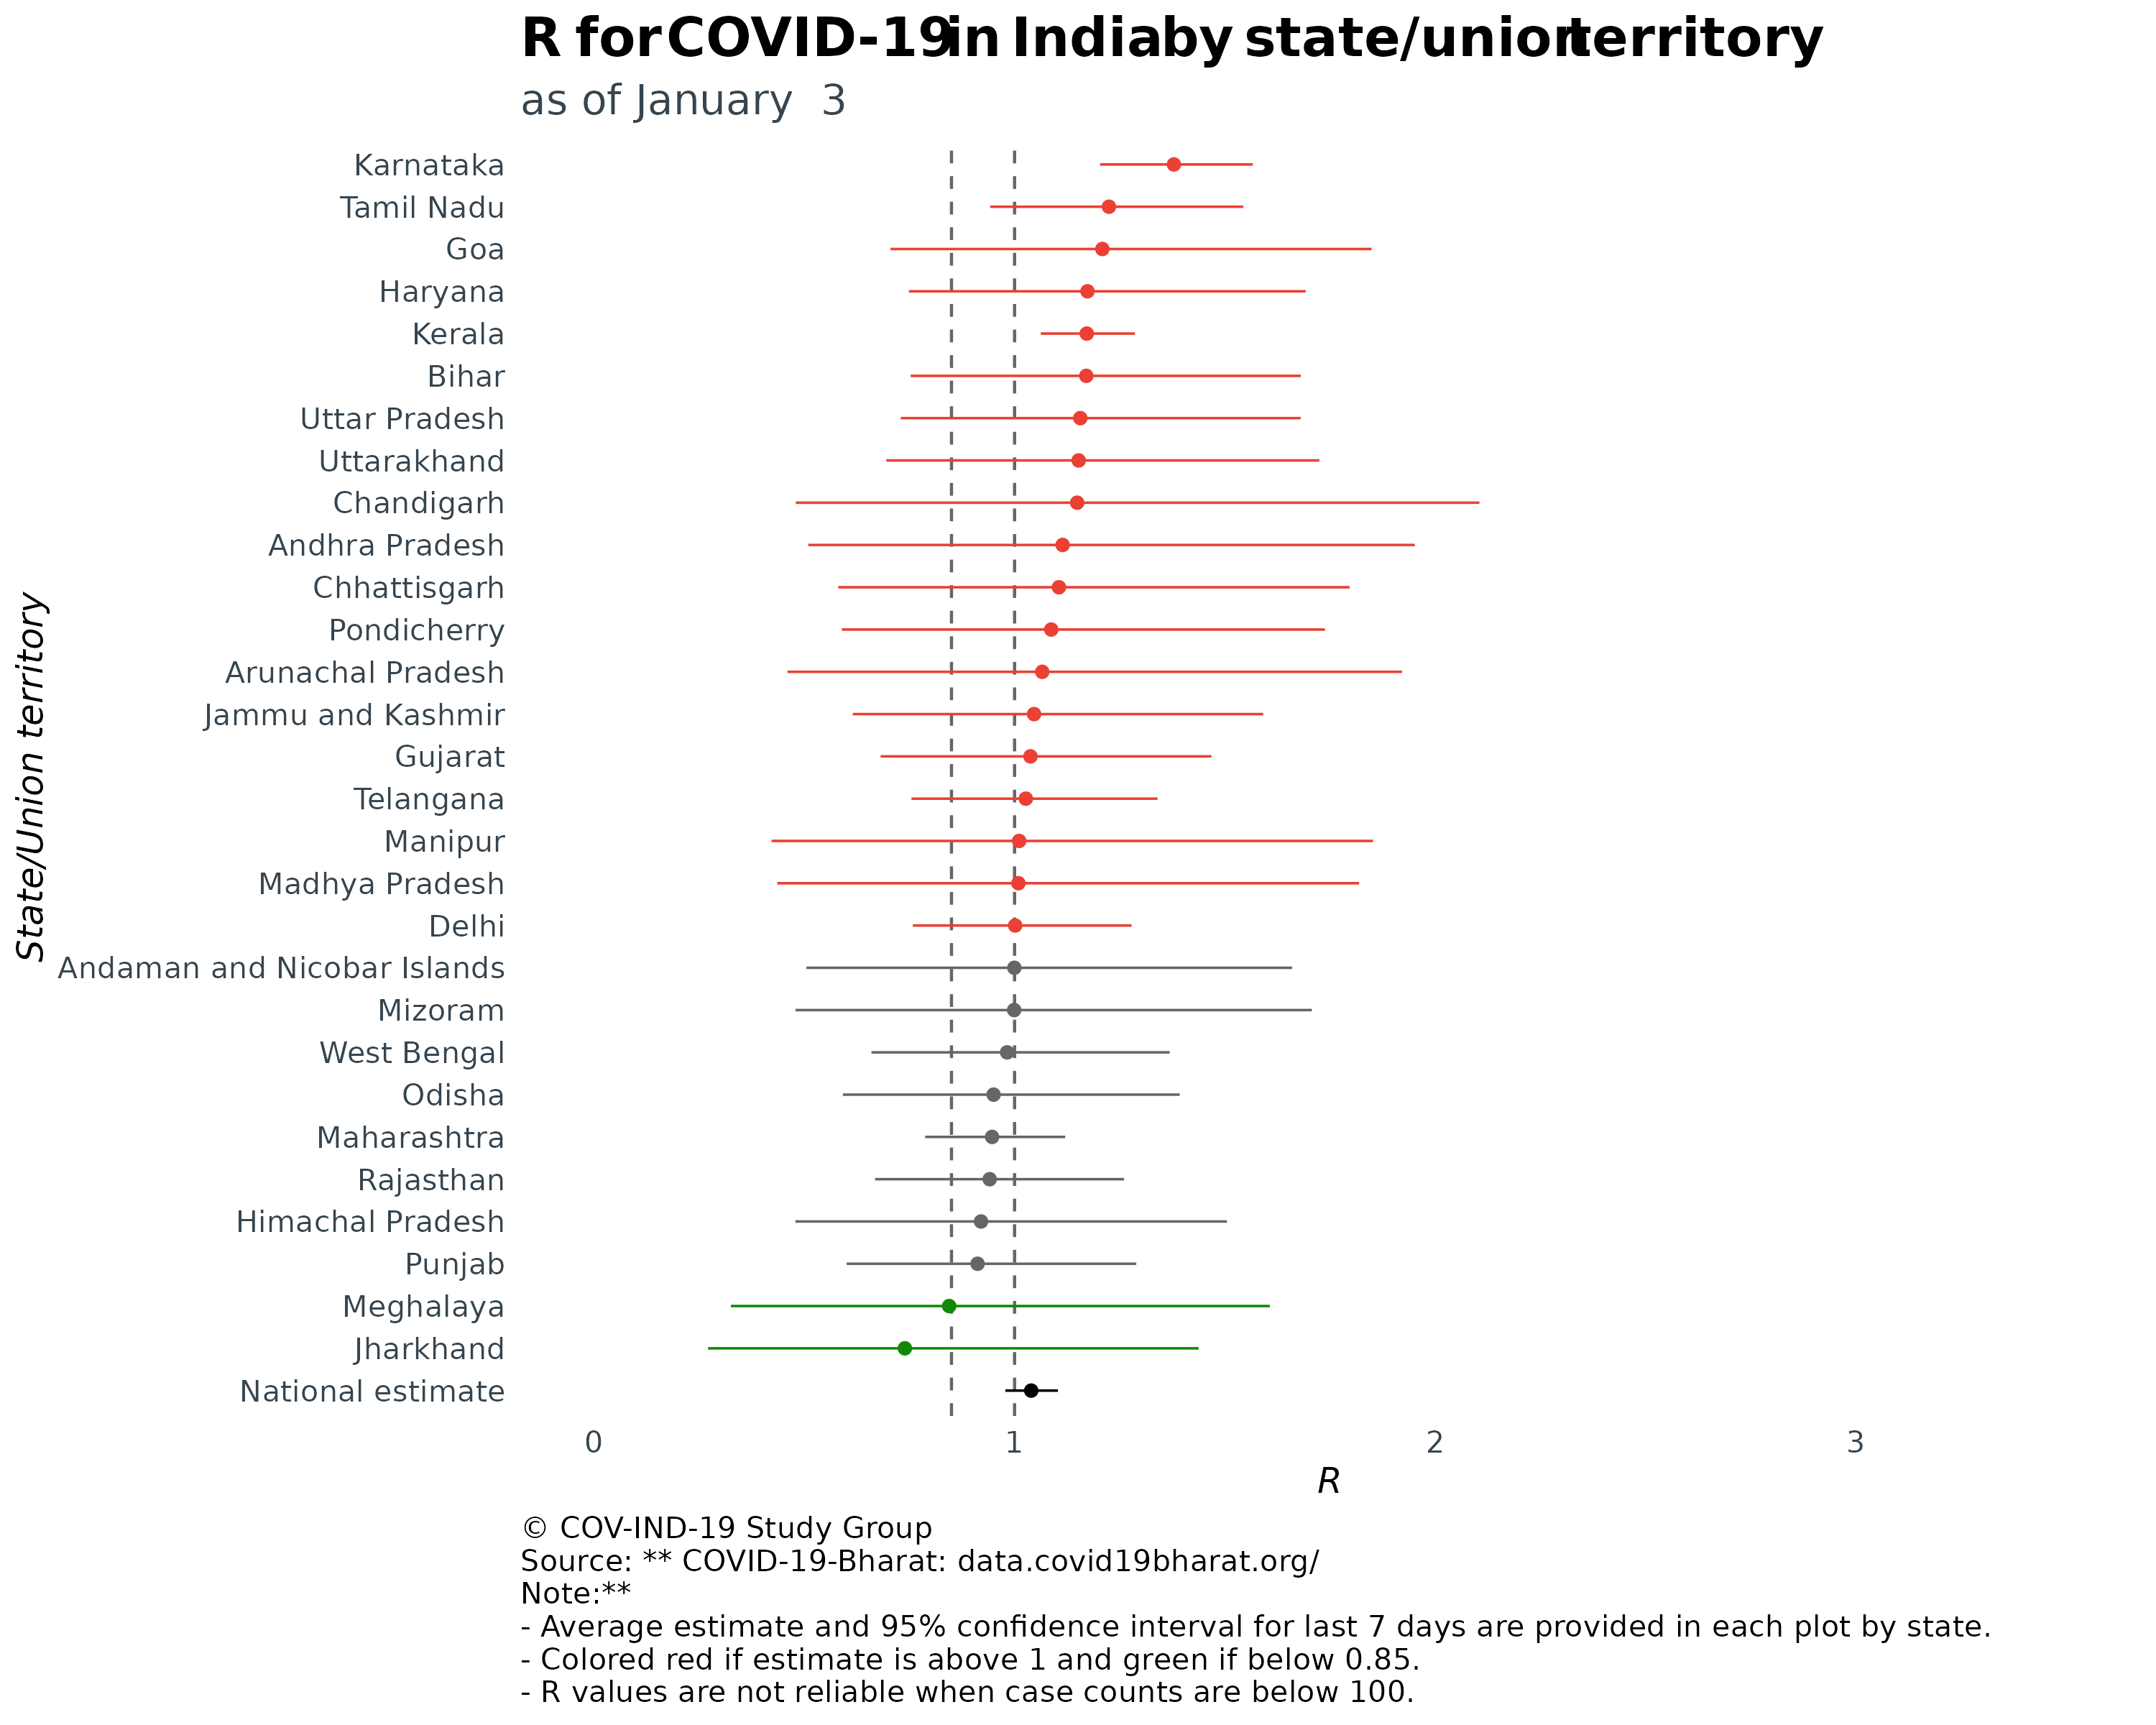 R for COVID-19 in India by state/union territory
as of January 3
Karnataka
Tamil Nadu
Goa
Haryana
Kerala
Bihar
Uttar Pradesh
Uttarakhand
Chandigarh
Andhra Pradesh
Chhattisgarh
Pondicherry
Arunachal Pradesh
Jammu and Kashmir
Gujarat
Telangana
Manipur
Madhya Pradesh
Delhi
Andaman and Nicobar Islands
Mizoram
West Bengal
Odisha
Maharashtra
Rajasthan
Himachal Pradesh
Punjab
Meghalaya
Jharkhand
National estimate
State/Union territory
0 1 2 3
R
© COV-IND-19 Study Group
Source: ** COVID-19-Bharat: data.covid19bharat.org/
Note:**
- Average estimate and 95% confidence interval for last 7 days are provided in each plot by state.
- Colored red if estimate is above 1 and green if below 0.85.
- R values are not reliable when case counts are below 100.